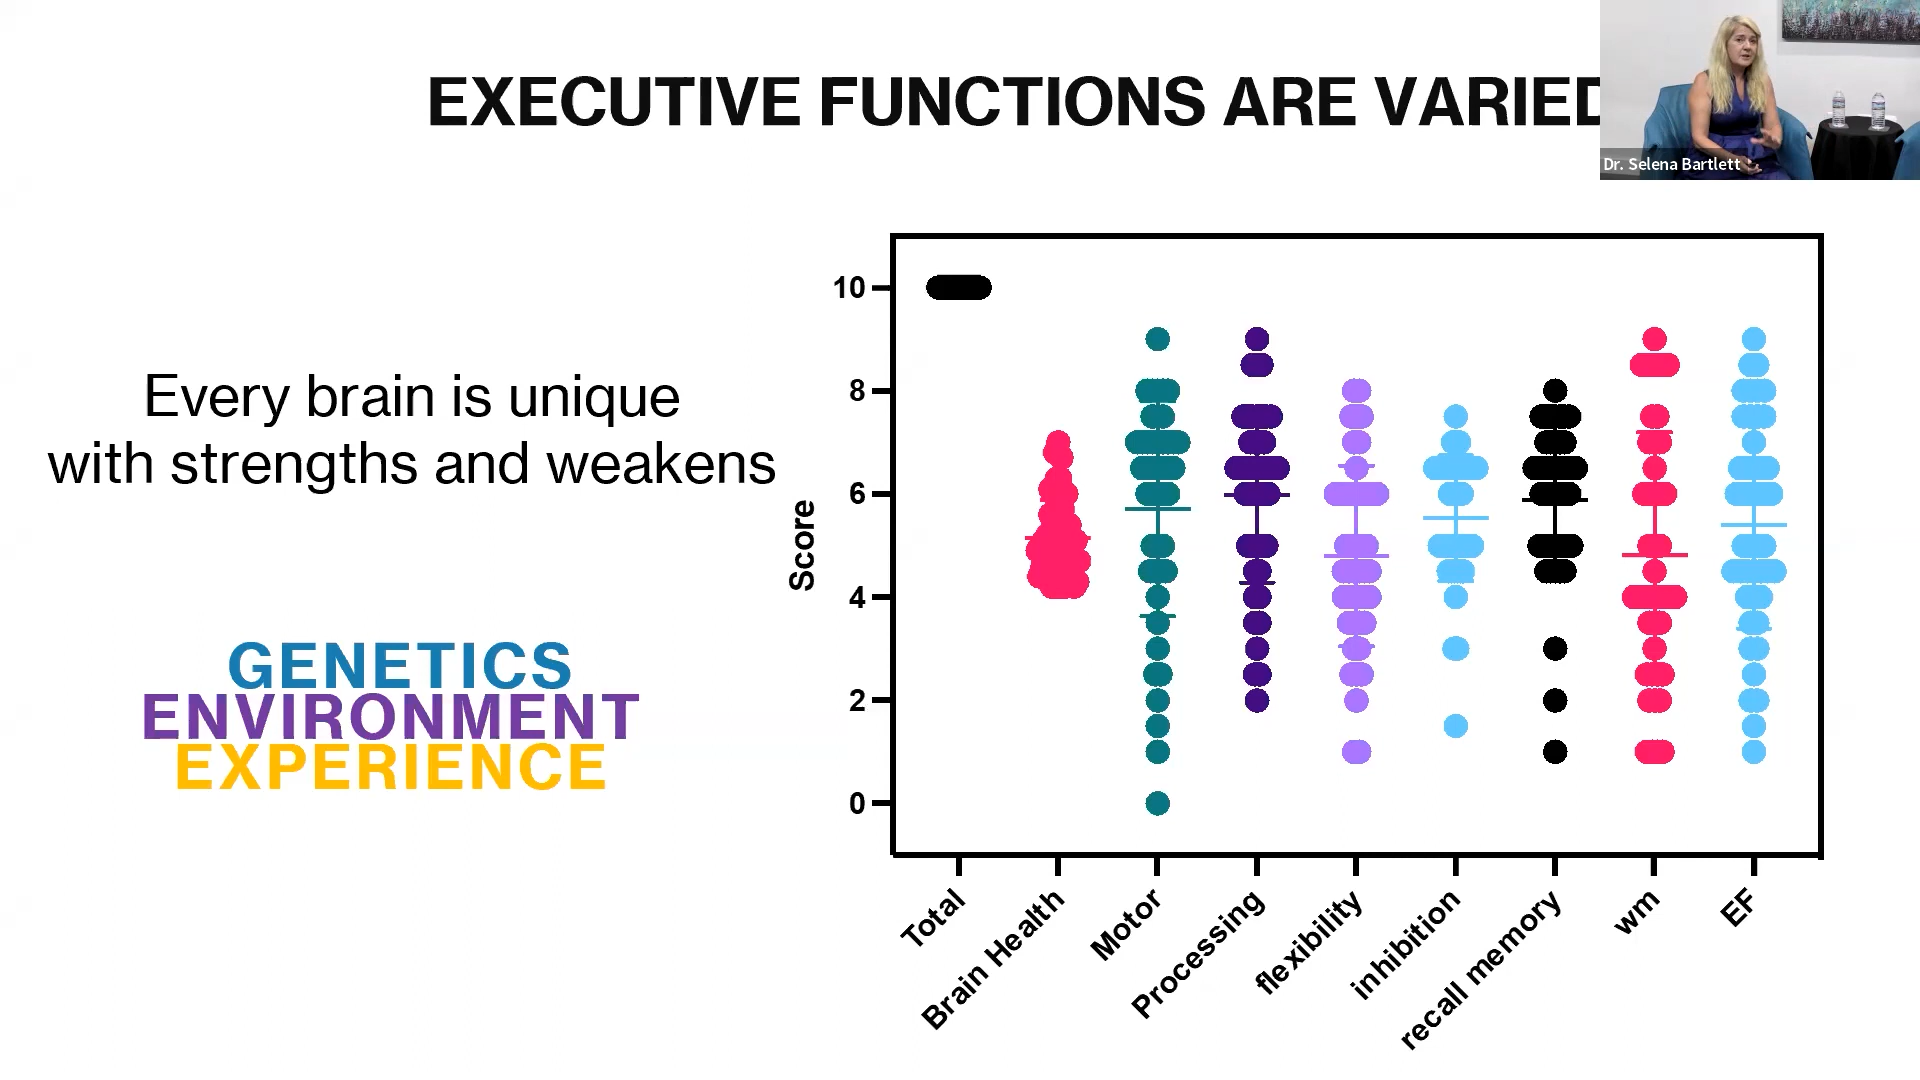 EXECUTIVE FUNCTIONS ARE VARIED
Dr. Selena Bartlett
Every brain is unique
with strengths and weakens
GENETICS
ENVIRONMENT
EXPERIENCE
Score
10
8
6
4
2
0
Total
Brain Health
Motor
Processing
flexibility
inhibition
recall memory
wm
EF